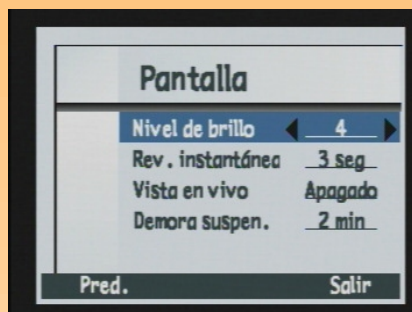 Pantalla
Nivel de brillo 4
Rev. instantánea 3 seg
Vista en vivo Apagado
Demora suspen. 2 min
Pred. Salir